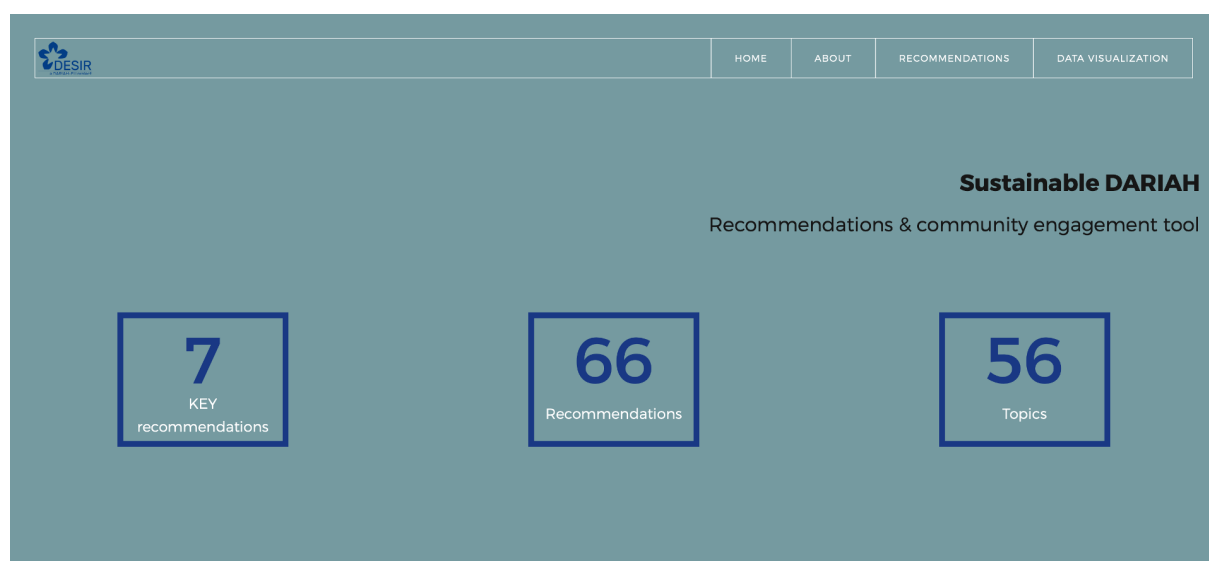 DESIR
HOME
ABOUT
RECOMMENDATIONS
DATA VISUALIZATION
Sustainable DARIAH
Recommendations & community engagement tool
7
KEY
recommendations
66
Recommendations
56
Topics